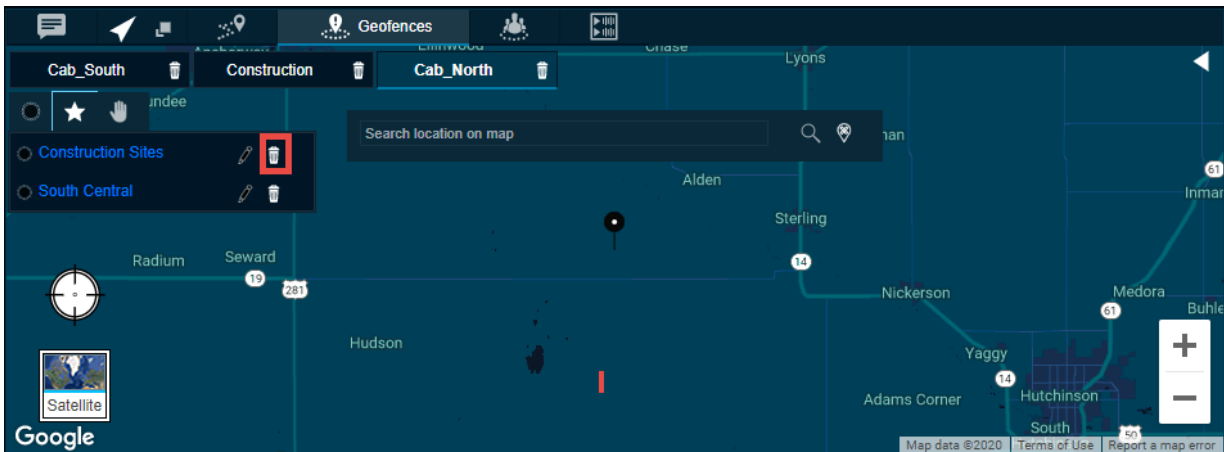 Geofences
Ellinwood
Chase
Lyons
Cab_South
Construction
Cab_North
Search location on map
Construction Sites
South Central
Alden
Sterling
61
Inman
Radium
Seward
19
281
14
Nickerson
Medora
61
Buhle
Hudson
Yaggy
14
Hutchinson
Adams Corner
South
50
Satellite
Google
Map data ©2020
Terms of Use
Report a map error